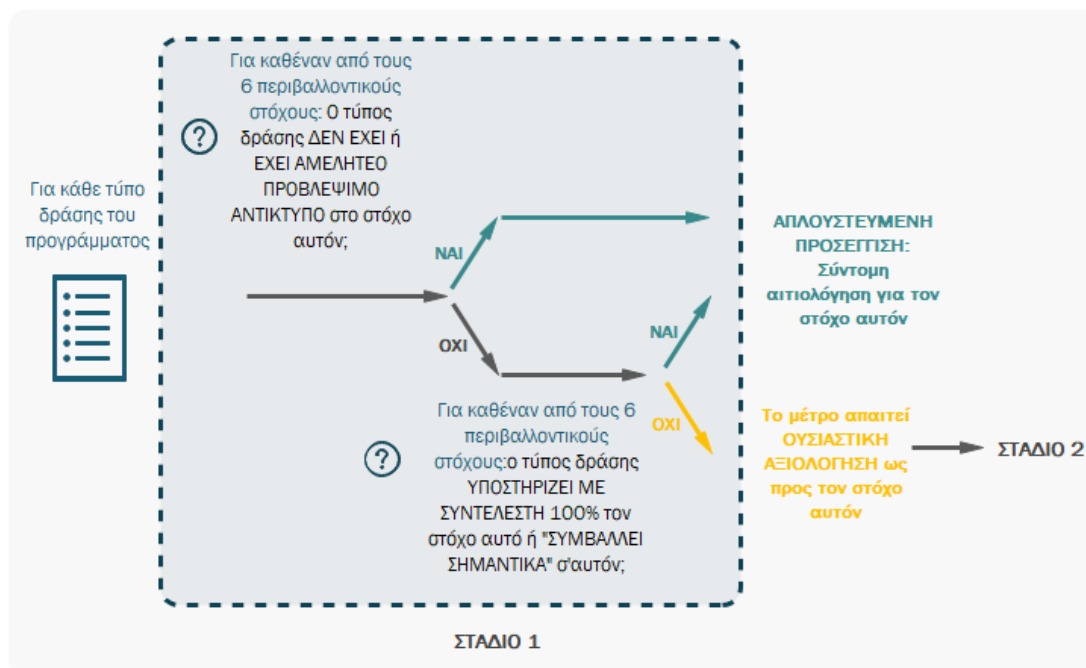 Για καθέναν από τους
6 περιβαλλοντικούς
στόχους: Ο τύπος
δράσης ΔΕΝ ΕΧΕΙ ή
ΕΧΕΙ ΑΜΕΛΗΤΕΟ
ΠΡΟΒΛΕΨΙΜΟ
ΑΝΤΙΚΤΥΠΟ στο στόχο
αυτόν;
?
Για κάθε τύπο
δράσης του
προγράμματος
ΝΑΙ
ΑΠΛΟΥΣΤΕΥΜΕΝΗ
ΠΡΟΣΕΓΓΙΣΗ:
Σύντομη
αιτιολόγηση για τον
στόχο αυτόν
ΟΧΙ
ΝΑΙ
Για καθέναν από τους 6
περιβαλλοντικούς
στόχους:ο τύπος δράσης
ΥΠΟΣΤΗΡΙΖΕΙ ΜΕ
ΣΥΝΤΕΛΕΣΤΗ 100% τον
στόχο αυτό ή "ΣΥΜΒΑΛΛΕΙ
ΣΗΜΑΝΤΙΚΑ" σ'αυτόν;
?
ΟΧΙ
Το μέτρο απαιτεί
ΟΥΣΙΑΣΤΙΚΗ
ΑΞΙΟΛΟΓΗΣΗ ως
προς τον στόχο
αυτόν
ΣΤΑΔΙΟ 2
ΣΤΑΔΙΟ 1